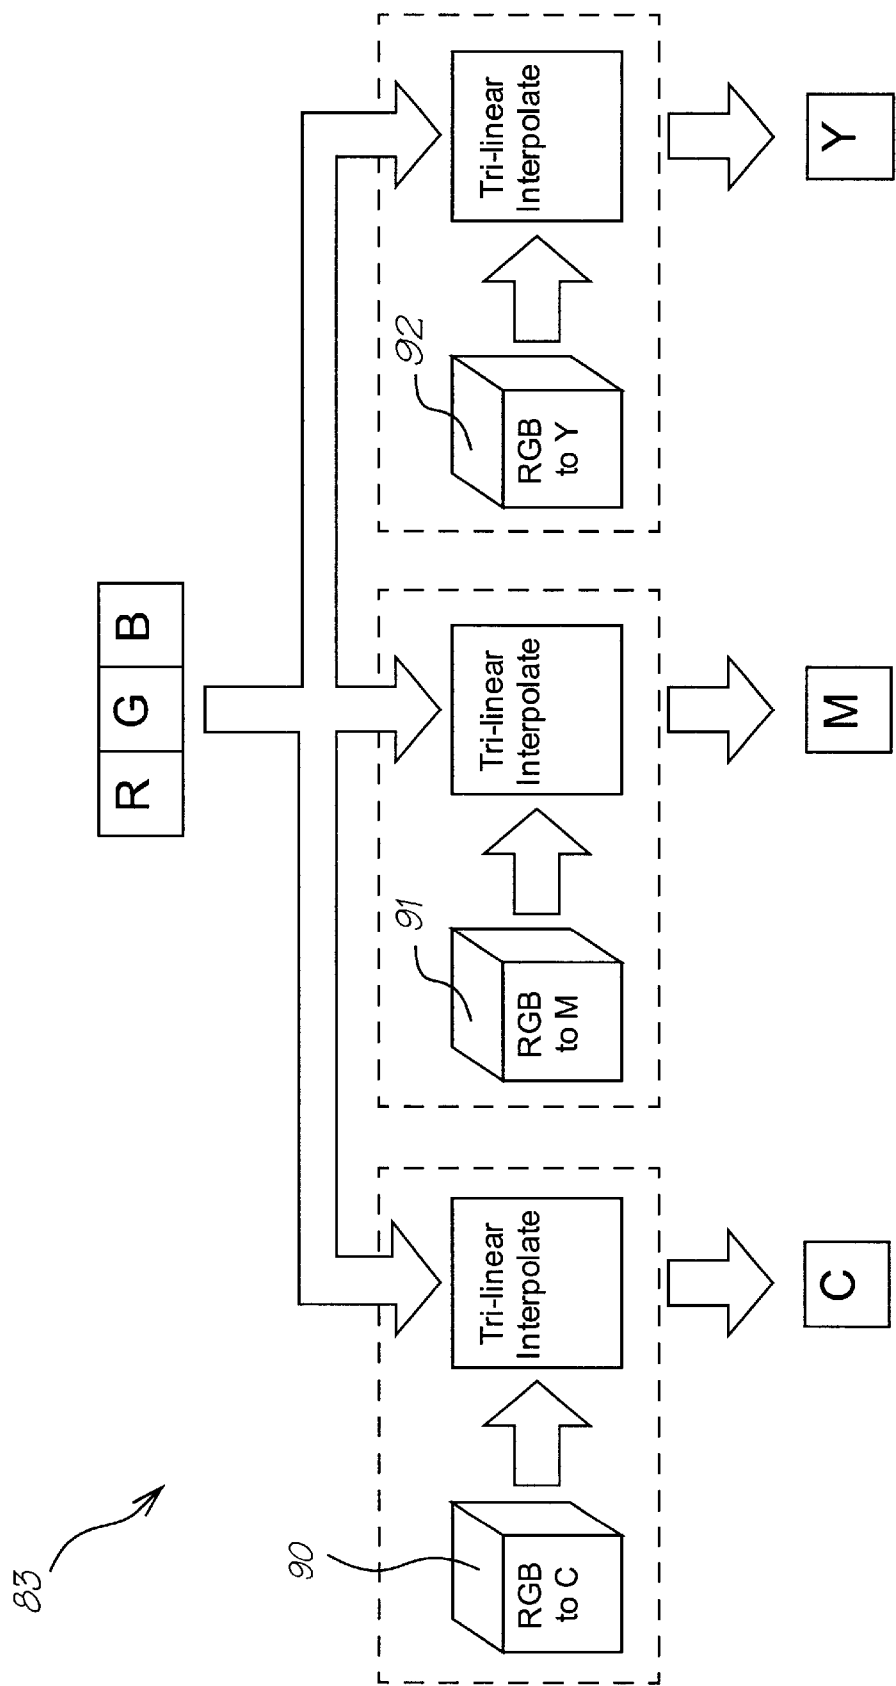 83
R G B
90
RGB
to C
Tri-linear
Interpolate
C
91
RGB
to M
Tri-linear
Interpolate
M
92
RGB
to Y
Tri-linear
Interpolate
Y